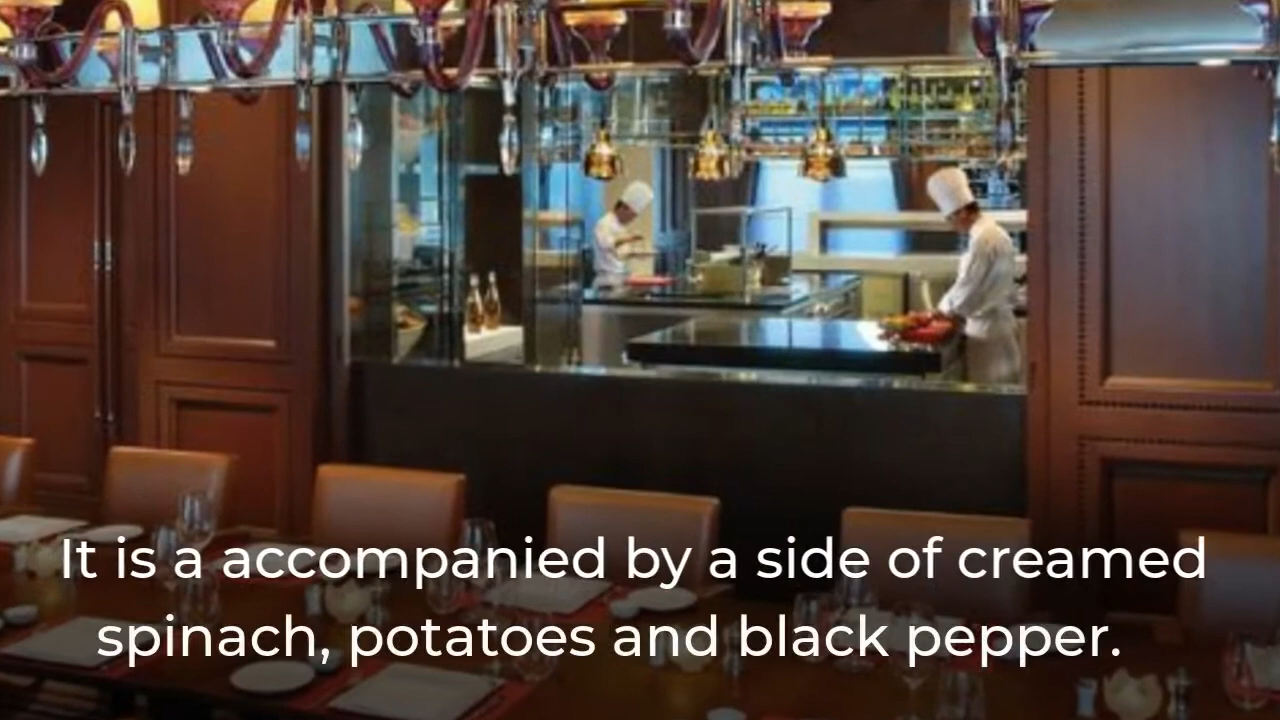 It is a accompanied by a side of creamed
spinach, potatoes and black pepper.